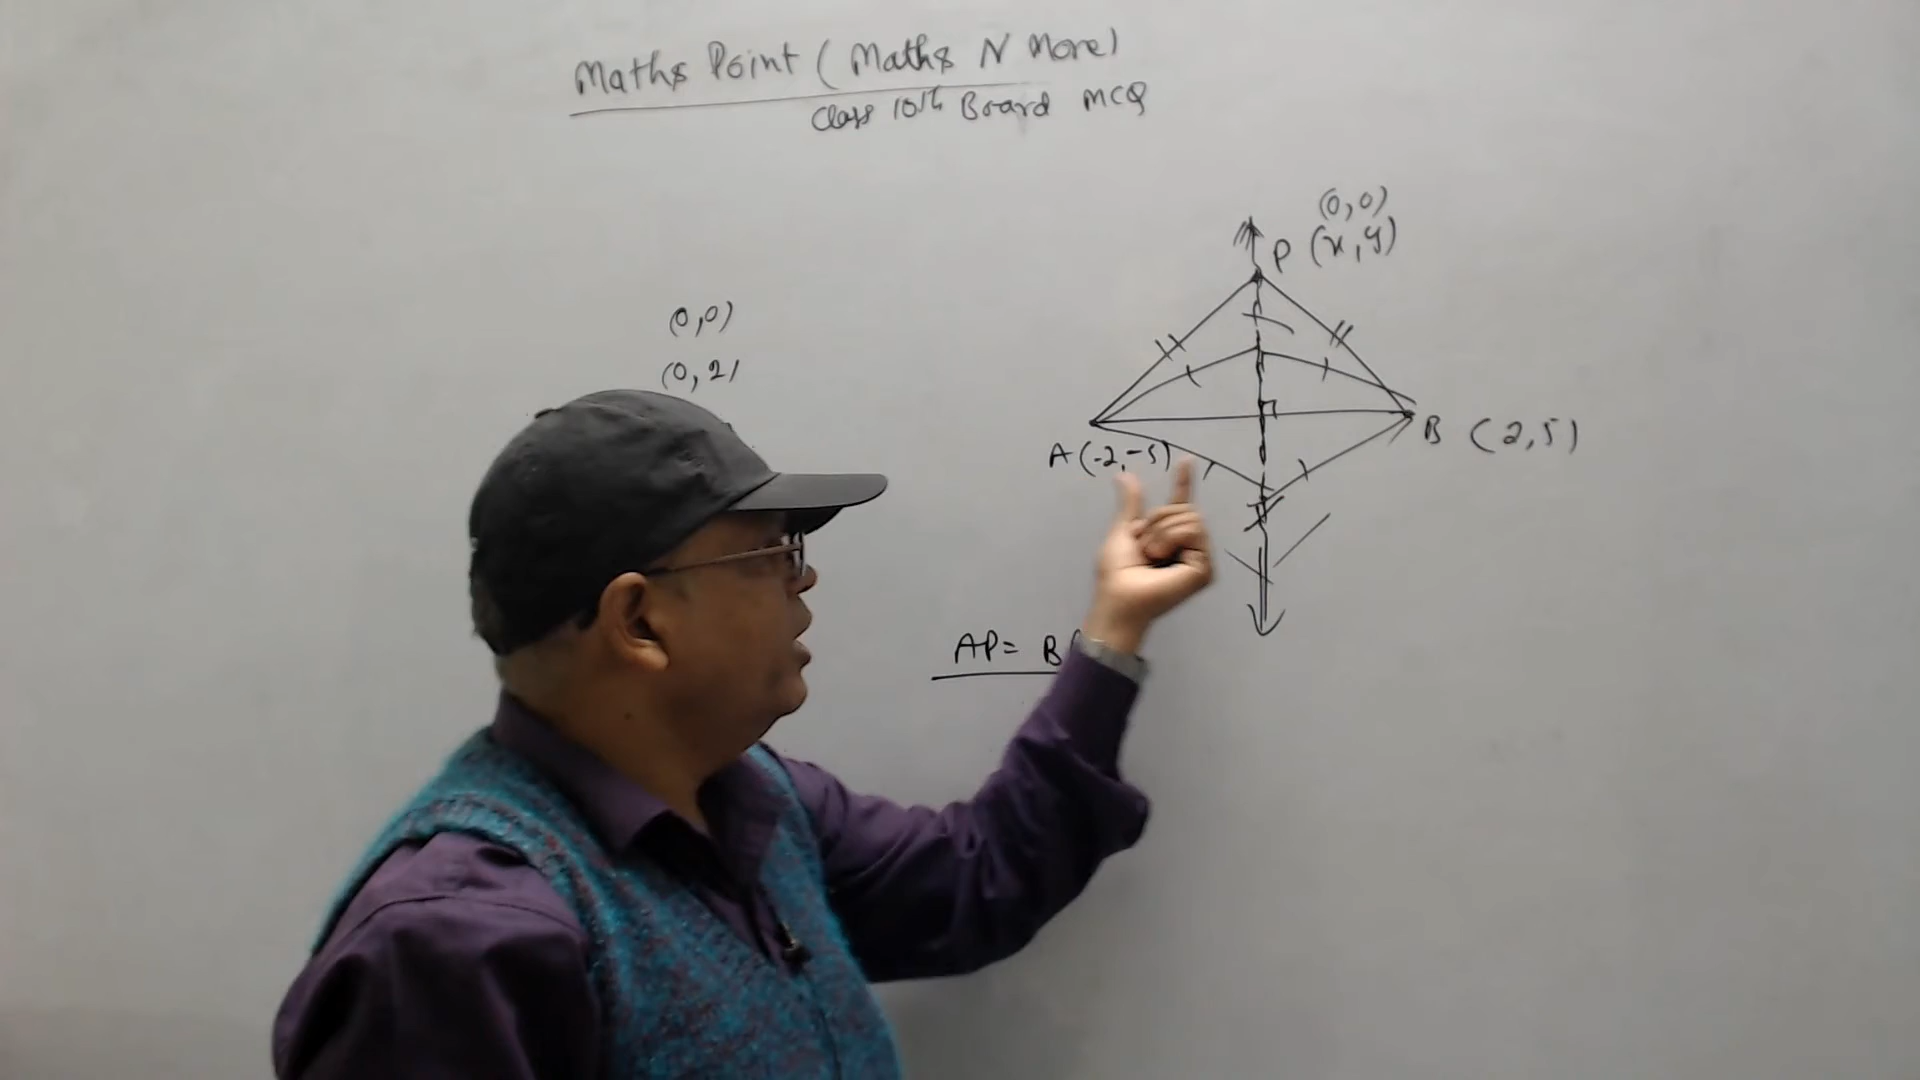 Maths Point (Maths N More)
Class 10th Board MCQ
(0,0)
P (x,y)
(0,0)
(0,2)
A (-2,-5)
B (2,5)
AP= B